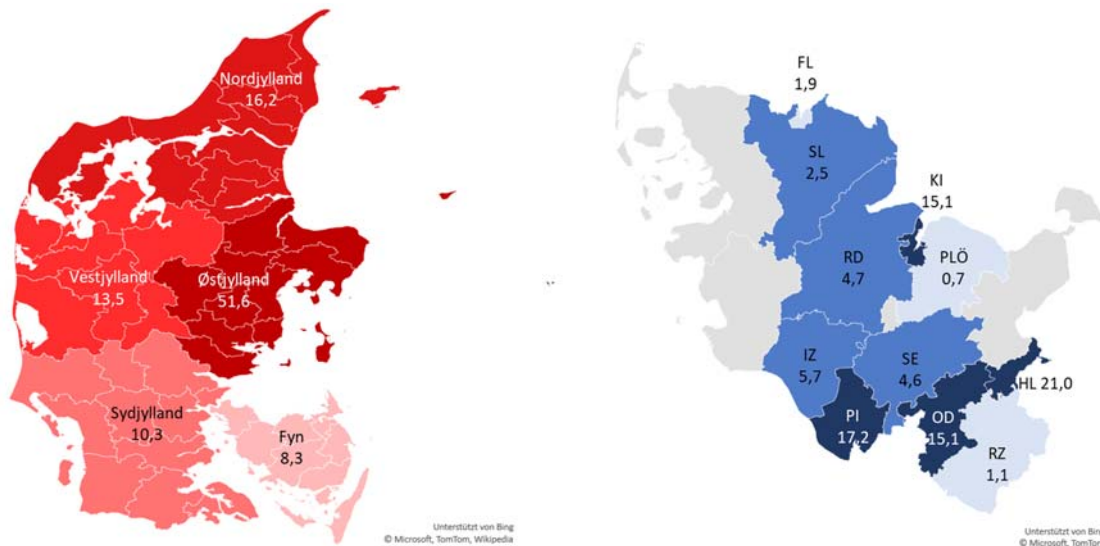 Nordjylland
16,2
Vestjylland
13,5
Østjylland
51,6
Sydjylland
10,3
Fyn
8,3
Unterstützt von Bing
© Microsoft, TomTom, Wikipedia
FL
1,9
SL
2,5
KI
15,1
RD
4,7
PLÖ
0,7
IZ
5,7
SE
4,6
HL 21,0
PI
17,2
OD
15,1
RZ
1,1
Unterstützt von Bing
© Microsoft, TomTom